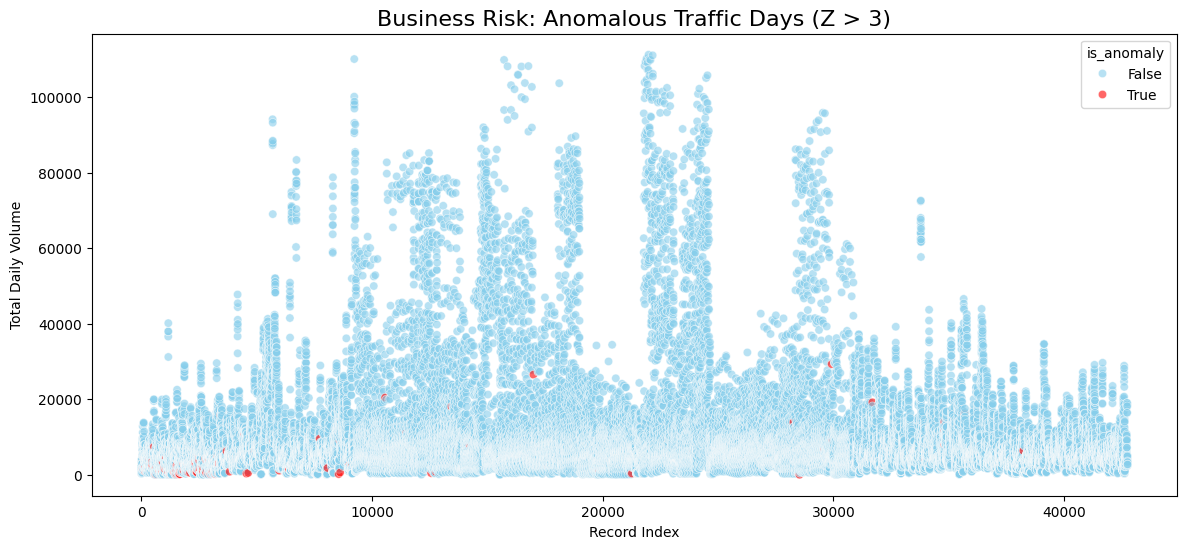 Business Risk: Anomalous Traffic Days (Z > 3)
is_anomaly
False
True
Total Daily Volume
100000
80000
60000
40000
20000
0
0 10000 20000 30000 40000
Record Index